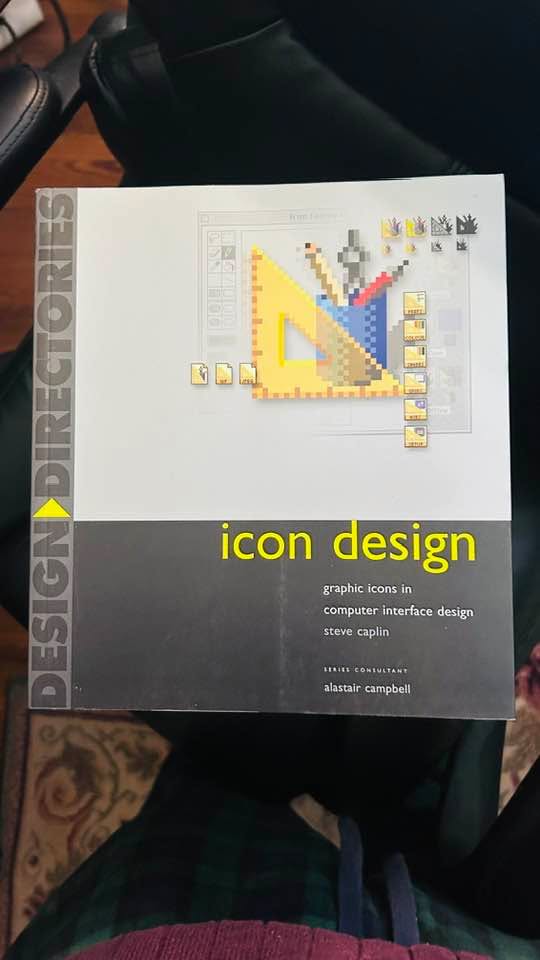 DESIGN DIRECTORIES
icon design
graphic icons in
computer interface design
steve caplin
SERIES CONSULTANT
alastair campbell